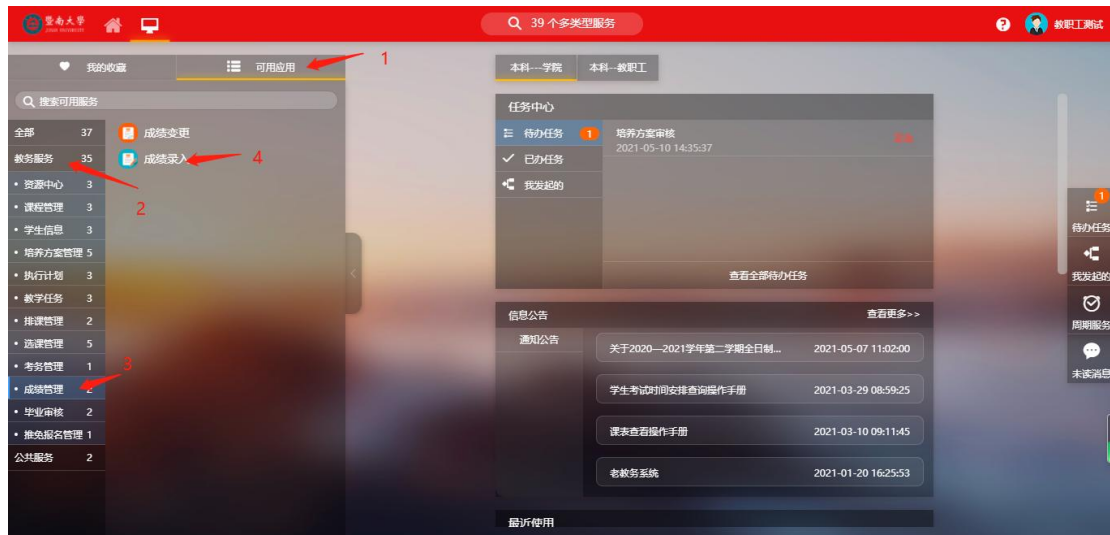 暨南大学
39 个多类型服务
教职工测试
我的收藏
可用应用
1
本科---学院
本科---教职工
搜索可用服务
任务中心
全部 37
成绩变更
待办任务 1
培养方案审核
2021-05-10 14:35:37
教务服务 35
成绩录入
4
已办任务
资源中心 3
我发起的
课程管理 3
2
1
学生信息 3
待办任务
培养方案管理 5
执行计划 3
查看全部待办任务
我发起的
教学任务 3
排课管理 2
信息公告
查看更多>>
周期服务
选课管理 5
通知公告
关于2020—2021学年第二学期全日制...
2021-05-07 11:02:00
考务管理 1
3
未读消息
成绩管理 2
学生考试时间安排查询操作手册
2021-03-29 08:59:25
毕业审核 2
推免报名管理 1
课表查看操作手册
2021-03-10 09:11:45
公共服务 2
老教务系统
2021-01-20 16:25:53
最近使用